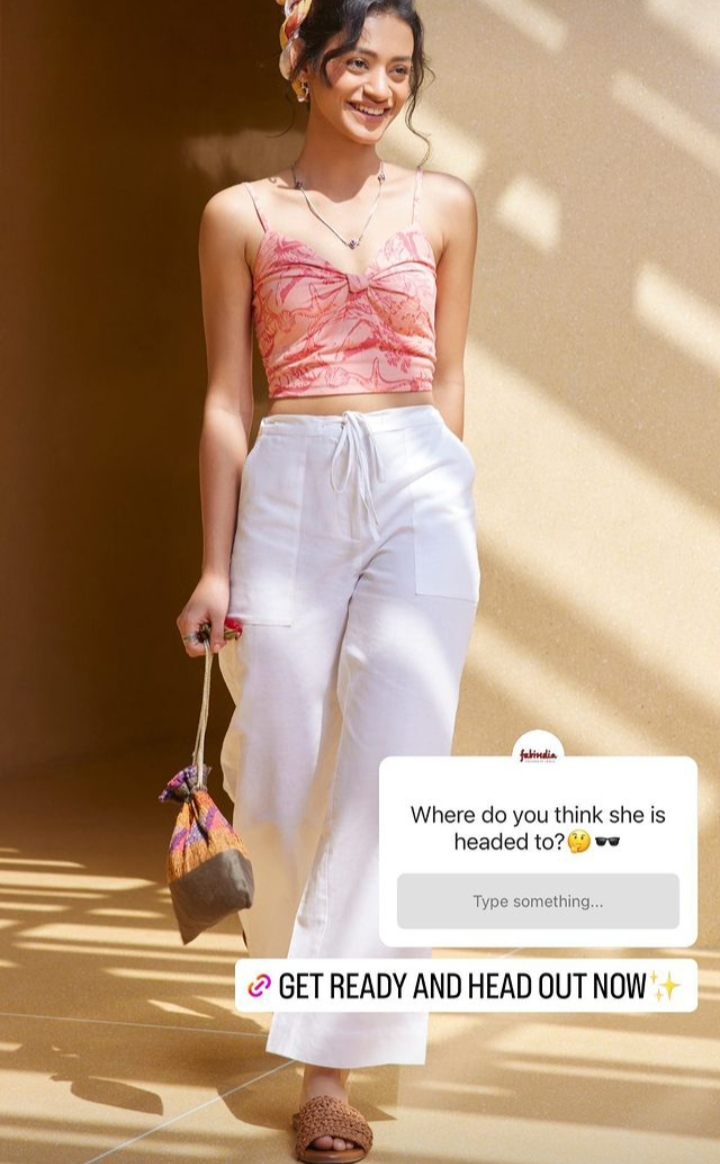 fabindia
Where do you think she is
headed to?🤔🕶️
Type something...
GET READY AND HEAD OUT NOW✨